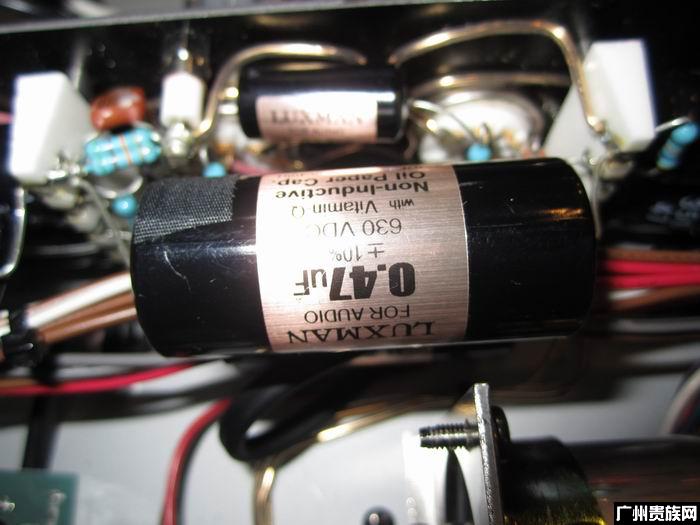 LUXMAN
FOR AUDIO
0.47uF
±10%
630 VDC
with Vitamin Q
Non-Inductive
Oil Paper Cap.
LUXMAN
广州贵族网